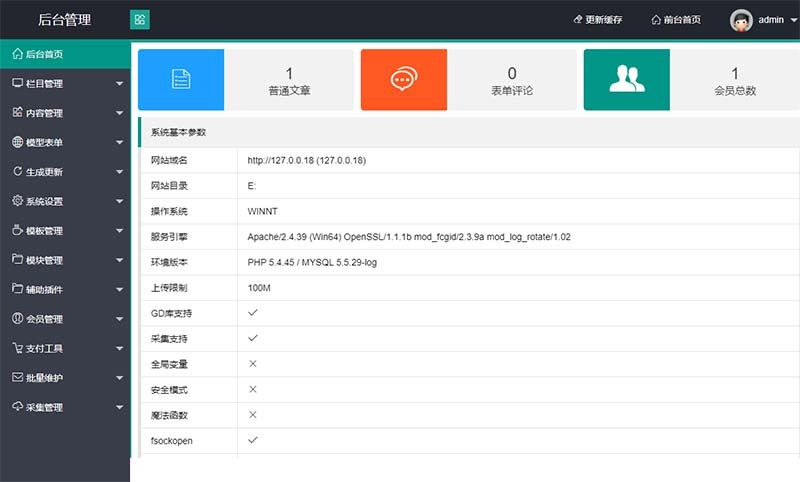 后台管理
更新缓存 前台首页 admin
后台首页
栏目管理
内容管理
模型表单
生成更新
系统设置
模板管理
模块管理
辅助插件
会员管理
支付工具
批量维护
采集管理
1
普通文章
0
表单评论
1
会员总数
系统基本参数
网站域名 http://127.0.0.18 (127.0.0.18)
网站目录 E:
操作系统 WINNT
服务引擎 Apache/2.4.39 (Win64) OpenSSL/1.1.1b mod_fcgid/2.3.9a mod_log_rotate/1.02
环境版本 PHP 5.4.45 / MYSQL 5.5.29-log
上传限制 100M
GD库支持 ✓
采集支持 ✓
全局变量 ✕
安全模式 ✕
魔法函数 ✕
fsockopen ✓